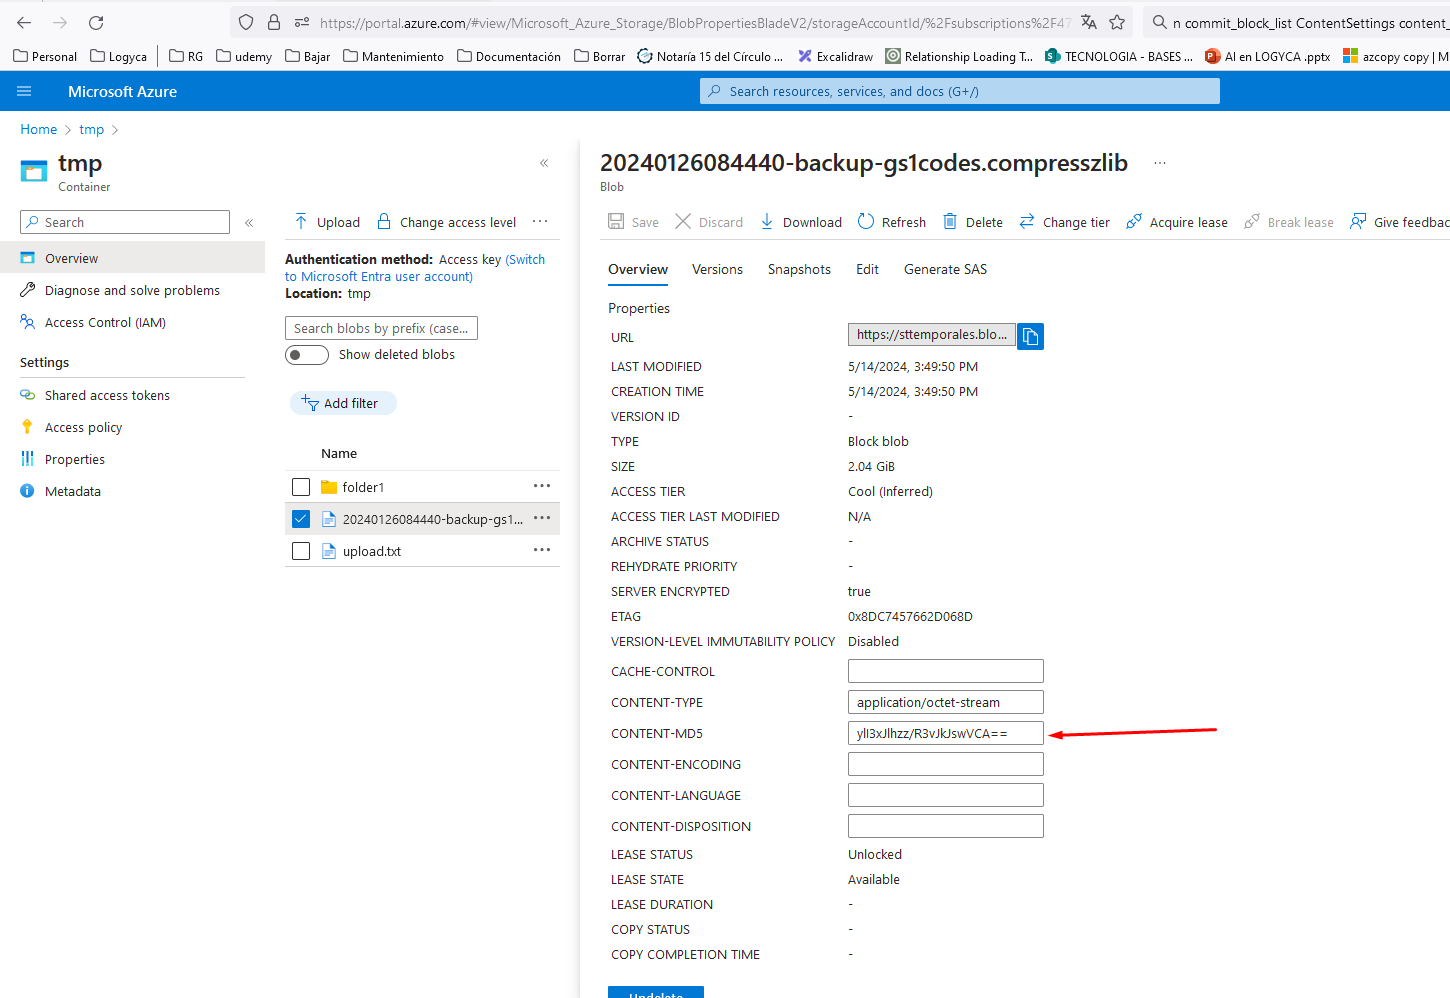 https://portal.azure.com/#view/Microsoft_Azure_Storage/BlobPropertiesBladeV2/storageAccountId/%2Fsubscriptions%2F47
n commit_block_list ContentSettings content_
Personal Logyca RG udemy Bajar Mantenimiento Documentación Borrar Notaría 15 del Círculo ... Excalidraw Relationship Loading T... TECNOLOGIA - BASES ... AI en LOGYCA .pptx azcopy copy | M
Microsoft Azure
Search resources, services, and docs (G+/)
Home > tmp >
tmp
Container
Search
Overview
Diagnose and solve problems
Access Control (IAM)
Settings
Shared access tokens
Access policy
Properties
Metadata
Upload Change access level ...
Authentication method: Access key (Switch
to Microsoft Entra user account)
Location: tmp
Search blobs by prefix (case...
Show deleted blobs
Add filter
Name
folder1 ...
20240126084440-backup-gs1... ...
upload.txt ...
20240126084440-backup-gs1codes.compresszlib ...
Blob
Save Discard Download Refresh Delete Change tier Acquire lease Break lease Give feedbac
Overview Versions Snapshots Edit Generate SAS
Properties
URL https://sttemporales.blo...
LAST MODIFIED 5/14/2024, 3:49:50 PM
CREATION TIME 5/14/2024, 3:49:50 PM
VERSION ID -
TYPE Block blob
SIZE 2.04 GiB
ACCESS TIER Cool (Inferred)
ACCESS TIER LAST MODIFIED N/A
ARCHIVE STATUS -
REHYDRATE PRIORITY -
SERVER ENCRYPTED true
ETAG 0x8DC7457662D068D
VERSION-LEVEL IMMUTABILITY POLICY Disabled
CACHE-CONTROL
CONTENT-TYPE application/octet-stream
CONTENT-MD5
CONTENT-ENCODING
CONTENT-LANGUAGE
CONTENT-DISPOSITION
LEASE STATUS Unlocked
LEASE STATE Available
LEASE DURATION -
COPY STATUS -
COPY COMPLETION TIME -
Undelete